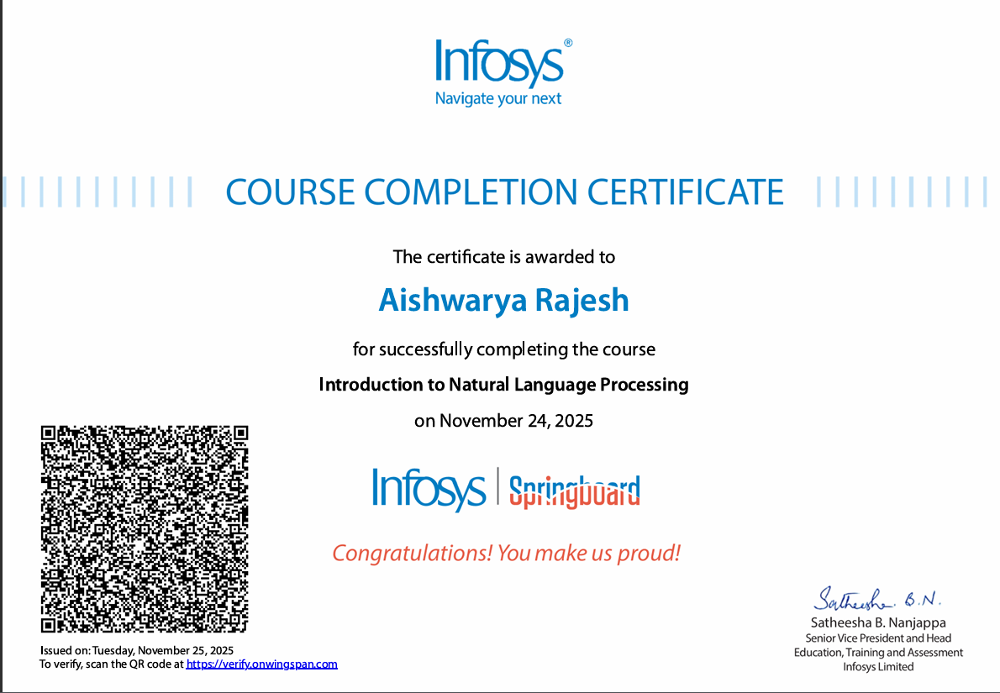 Infosys®
Navigate your next
COURSE COMPLETION CERTIFICATE
The certificate is awarded to
Aishwarya Rajesh
for successfully completing the course
Introduction to Natural Language Processing
on November 24, 2025
Infosys | Springboard
Congratulations! You make us proud!
Satheesha B.N.
Satheesha B. Nanjappa
Senior Vice President and Head
Education, Training and Assessment
Infosys Limited
Issued on: Tuesday, November 25, 2025
To verify, scan the QR code at https://verify.onwingspan.com